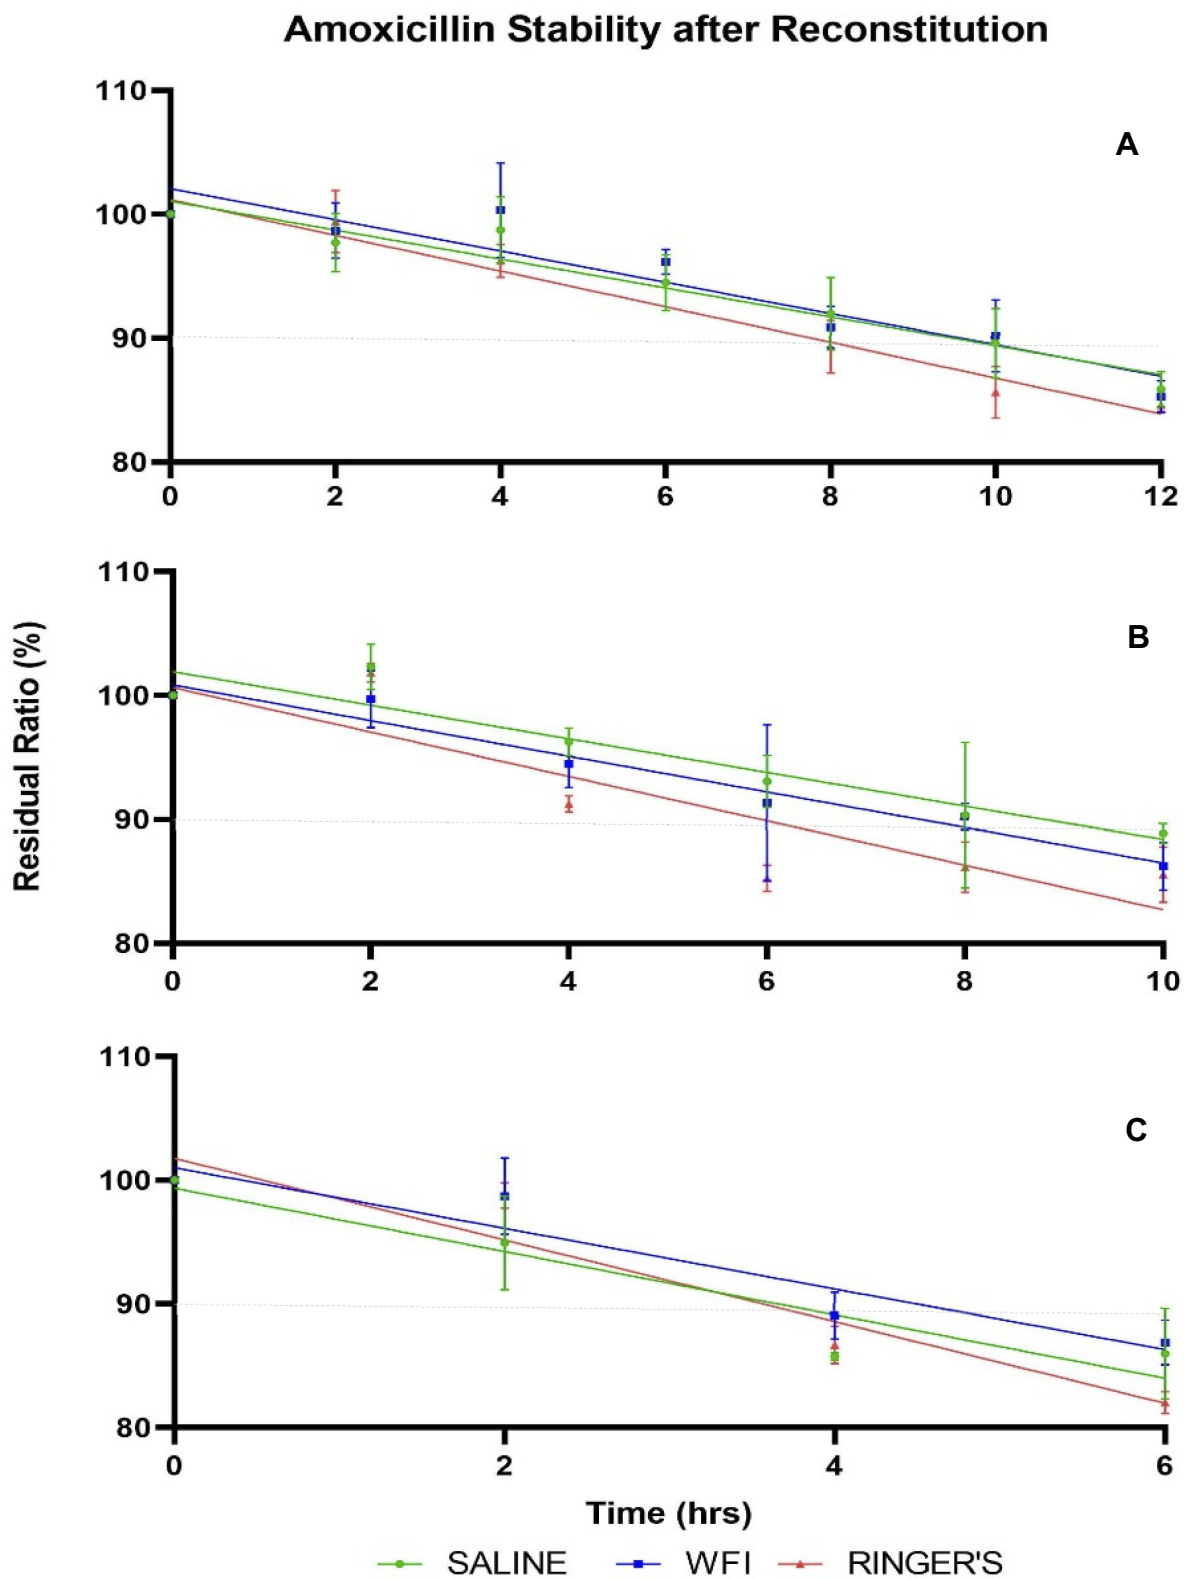 Amoxicillin Stability after Reconstitution
110
A
100
90
80
0 2 4 6 8 10 12
Residual Ratio (%)
110
B
100
90
80
0 2 4 6 8 10
110
C
100
90
80
0 2 4 6
Time (hrs)
SALINE WFI RINGER'S